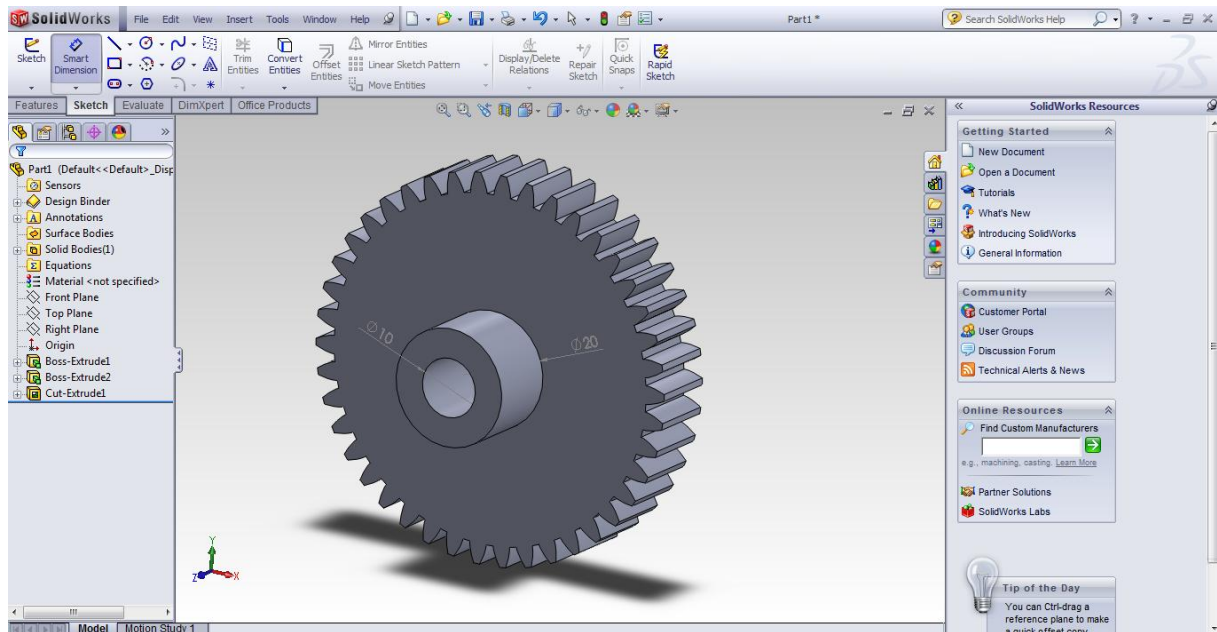 SolidWorks File Edit View Insert Tools Window Help Part1 * Search SolidWorks Help
Sketch
Smart Dimension
Trim Entities
Convert Entities
Offset Entities
Mirror Entities
Linear Sketch Pattern
Move Entities
Display/Delete Relations
Repair Sketch
Quick Snaps
Rapid Sketch
Features Sketch Evaluate DimXpert Office Products
Part1 (Default<<Default>_Disp
Sensors
Design Binder
Annotations
Surface Bodies
Solid Bodies(1)
Equations
Material <not specified>
Front Plane
Top Plane
Right Plane
Origin
Boss-Extrude1
Boss-Extrude2
Cut-Extrude1
Ø10
Ø20
Y
Z
X
Model Motion Study 1
SolidWorks Resources
Getting Started
New Document
Open a Document
Tutorials
What's New
Introducing SolidWorks
General Information
Community
Customer Portal
User Groups
Discussion Forum
Technical Alerts & News
Online Resources
Find Custom Manufacturers
e.g., machining, casting, Learn More
Partner Solutions
SolidWorks Labs
Tip of the Day
You can Ctrl-drag a
reference plane to make
a quick offset copy